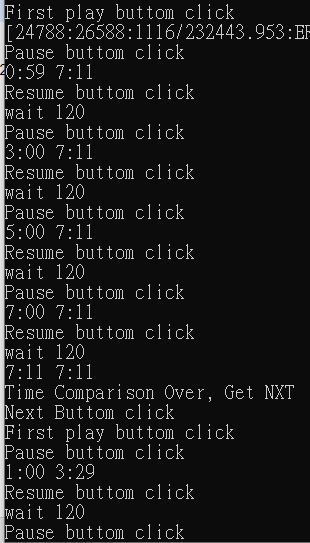 First play buttom click
[24788:26588:1116/232443.953:ER
Pause buttom click
0:59 7:11
Resume buttom click
wait 120
Pause buttom click
3:00 7:11
Resume buttom click
wait 120
Pause buttom click
5:00 7:11
Resume buttom click
wait 120
Pause buttom click
7:00 7:11
Resume buttom click
wait 120
7:11 7:11
Time Comparison Over, Get NXT
Next Buttom click
First play buttom click
Pause buttom click
1:00 3:29
Resume buttom click
wait 120
Pause buttom click